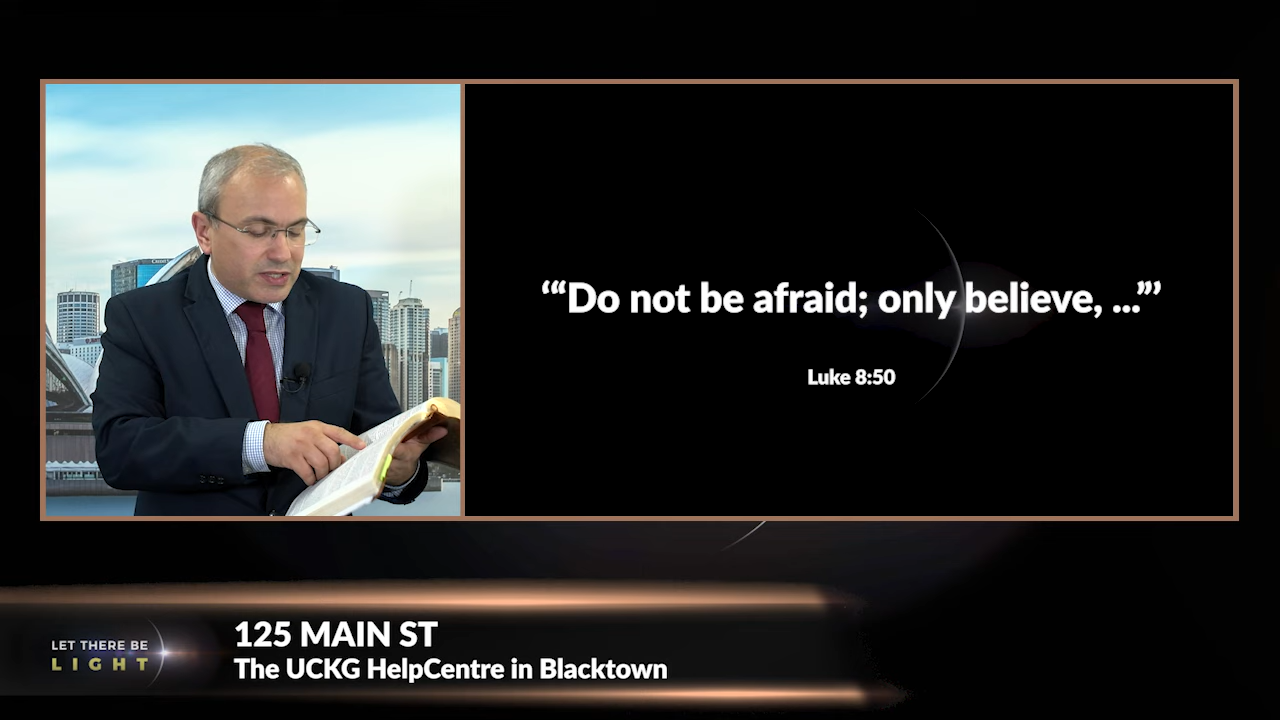 ‘“Do not be afraid; only believe, ...”’
Luke 8:50
LET THERE BE
LIGHT
125 MAIN ST
The UCKG HelpCentre in Blacktown